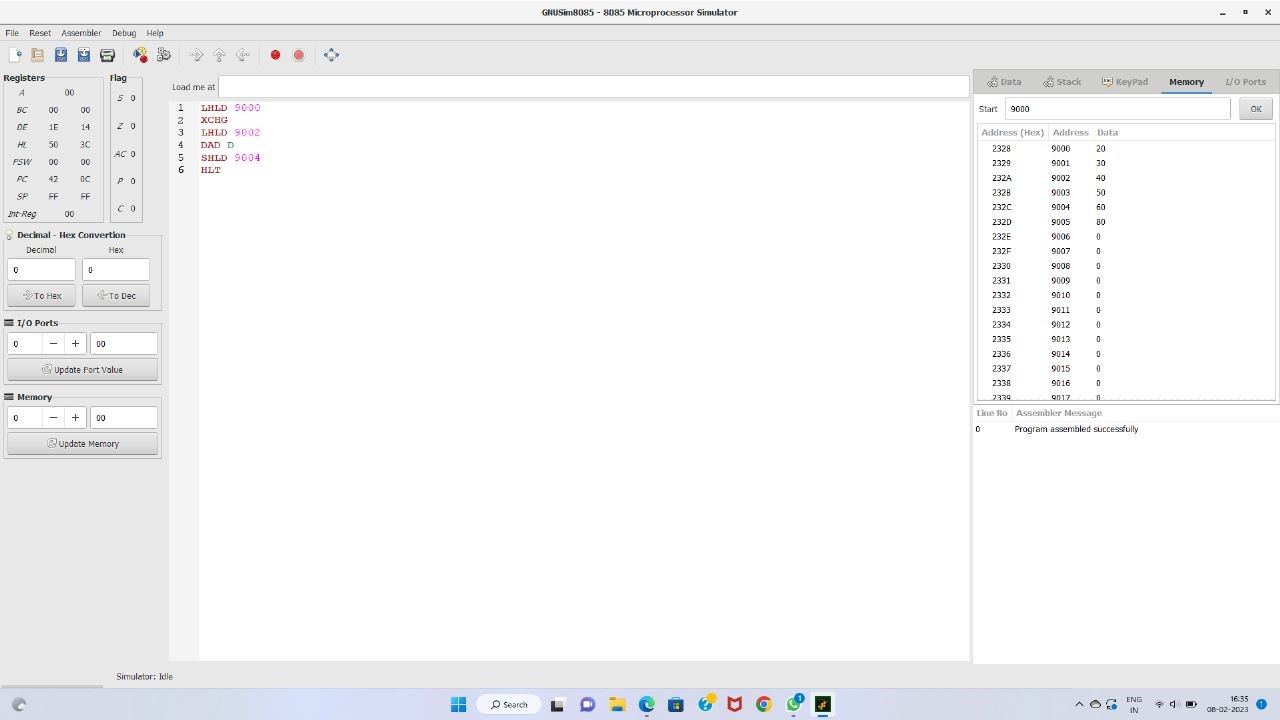 GNUSim8085 - 8085 Microprocessor Simulator
File Reset Assembler Debug Help
Registers
A 00
BC 00 00
DE 1E 14
HL 50 3C
PSW 00 00
PC 42 0C
SP FF FF
Int-Reg 00
Flag
S 0
Z 0
AC 0
P 0
C 0
Decimal - Hex Convertion
Decimal Hex
0 0
To Hex To Dec
I/O Ports
0 − + 00
Update Port Value
Memory
0 − + 00
Update Memory
Load me at
1 LHLD 9000
2 XCHG
3 LHLD 9002
4 DAD D
5 SHLD 9004
6 HLT
Data Stack KeyPad Memory I/O Ports
Start 9000 OK
Address (Hex) Address Data
2328 9000 20
2329 9001 30
232A 9002 40
232B 9003 50
232C 9004 60
232D 9005 80
232E 9006 0
232F 9007 0
2330 9008 0
2331 9009 0
2332 9010 0
2333 9011 0
2334 9012 0
2335 9013 0
2336 9014 0
2337 9015 0
2338 9016 0
2339 9017 0
Line No Assembler Message
0 Program assembled successfully
Simulator: Idle
Search
1
ENG
IN
16:35
08-02-2023
1